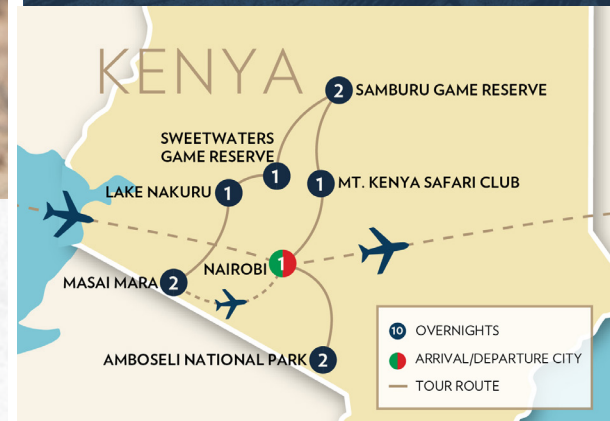 KENYA
2 SAMBURU GAME RESERVE
SWEETWATERS
GAME RESERVE 1
LAKE NAKURU 1
1 MT. KENYA SAFARI CLUB
NAIROBI 1
MASAI MARA 2
AMBOSELI NATIONAL PARK 2
10 OVERNIGHTS
ARRIVAL/DEPARTURE CITY
TOUR ROUTE